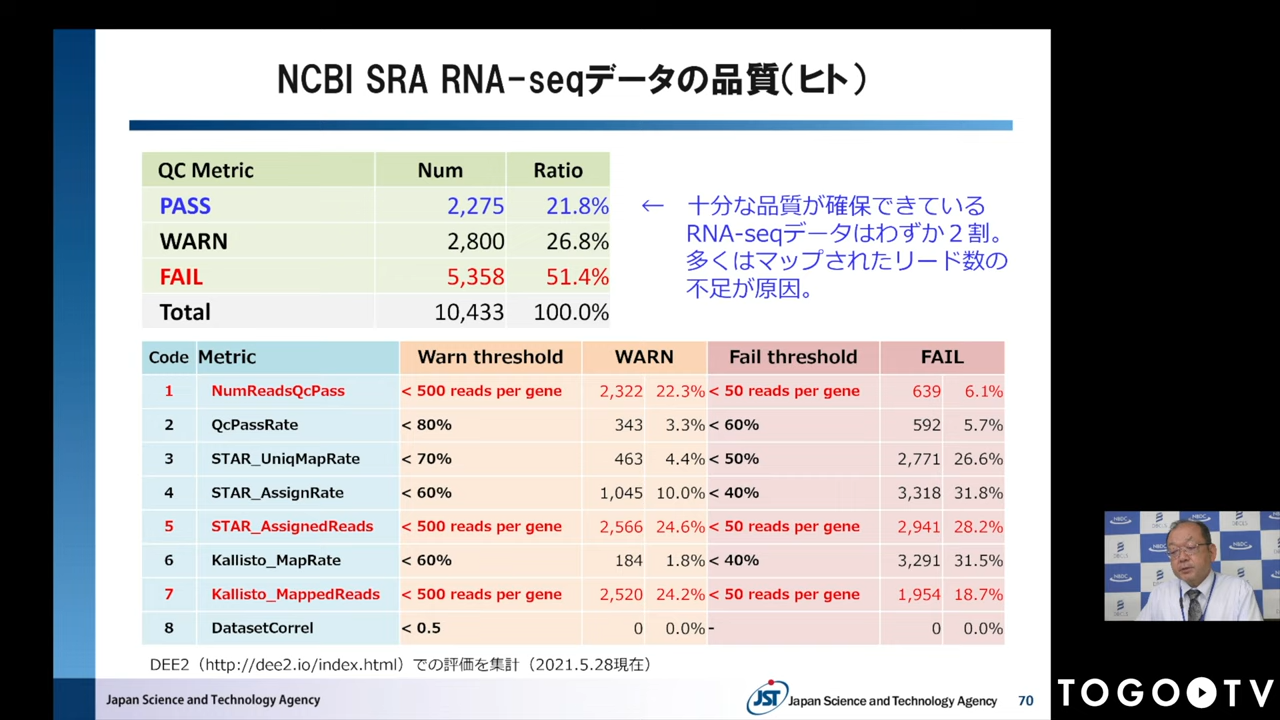 NCBI SRA RNA-seqデータの品質(ヒト)
QC Metric Num Ratio
PASS 2,275 21.8%
WARN 2,800 26.8%
FAIL 5,358 51.4%
Total 10,433 100.0%
← 十分な品質が確保できている
RNA-seqデータはわずか２割。
多くはマップされたリード数の
不足が原因。
Code Metric Warn threshold WARN Fail threshold FAIL
1 NumReadsQcPass < 500 reads per gene 2,322 22.3% < 50 reads per gene 639 6.1%
2 QcPassRate < 80% 343 3.3% < 60% 592 5.7%
3 STAR_UniqMapRate < 70% 463 4.4% < 50% 2,771 26.6%
4 STAR_AssignRate < 60% 1,045 10.0% < 40% 3,318 31.8%
5 STAR_AssignedReads < 500 reads per gene 2,566 24.6% < 50 reads per gene 2,941 28.2%
6 Kallisto_MapRate < 60% 184 1.8% < 40% 3,291 31.5%
7 Kallisto_MappedReads < 500 reads per gene 2,520 24.2% < 50 reads per gene 1,954 18.7%
8 DatasetCorrel < 0.5 0 0.0% - 0 0.0%
DEE2（http://dee2.io/index.html）での評価を集計（2021.5.28現在）
Japan Science and Technology Agency
JST Japan Science and Technology Agency 70
NBDC
TOGO TV